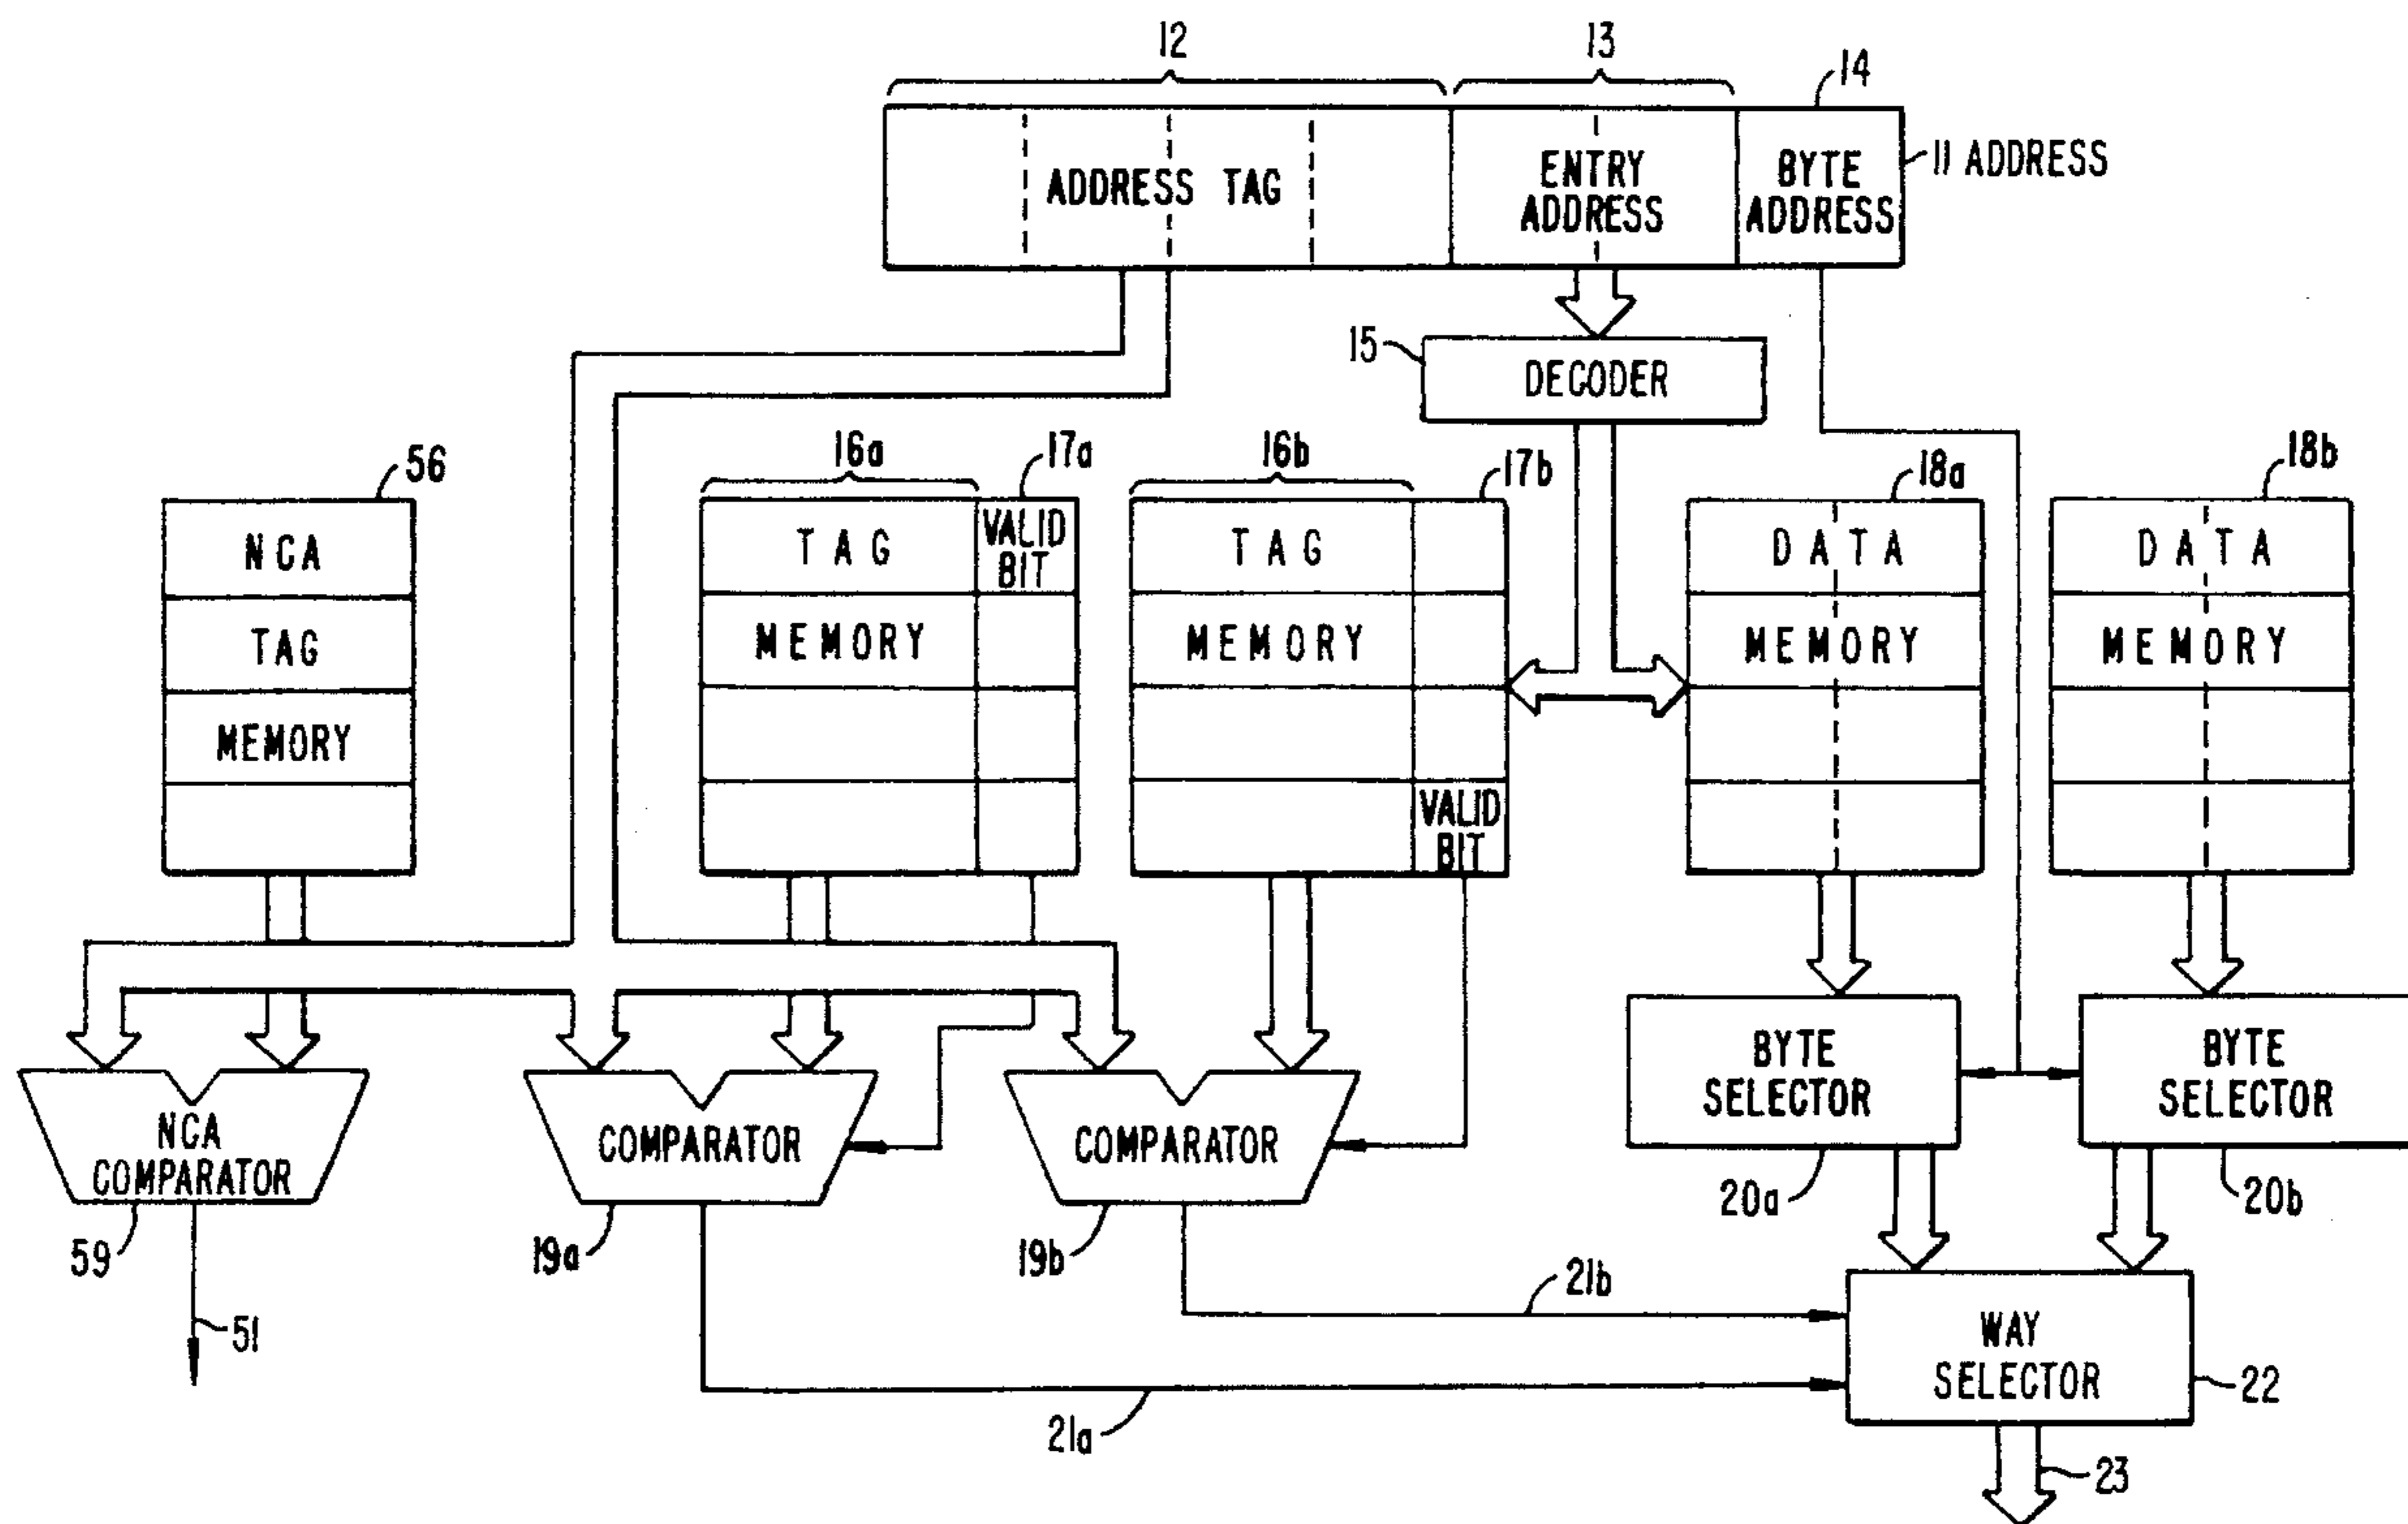 12
13
14
ADDRESS TAG
ENTRY
ADDRESS
BYTE
ADDRESS
11 ADDRESS
15
DECODER
56
16a
17a
16b
17b
18a
18b
NCA
TAG
MEMORY
TAG
MEMORY
VALID
BIT
TAG
MEMORY
VALID
BIT
DATA
MEMORY
DATA
MEMORY
NCA
COMPARATOR
COMPARATOR
COMPARATOR
BYTE
SELECTOR
BYTE
SELECTOR
59
19a
19b
20a
20b
51
21b
21a
WAY
SELECTOR
22
23